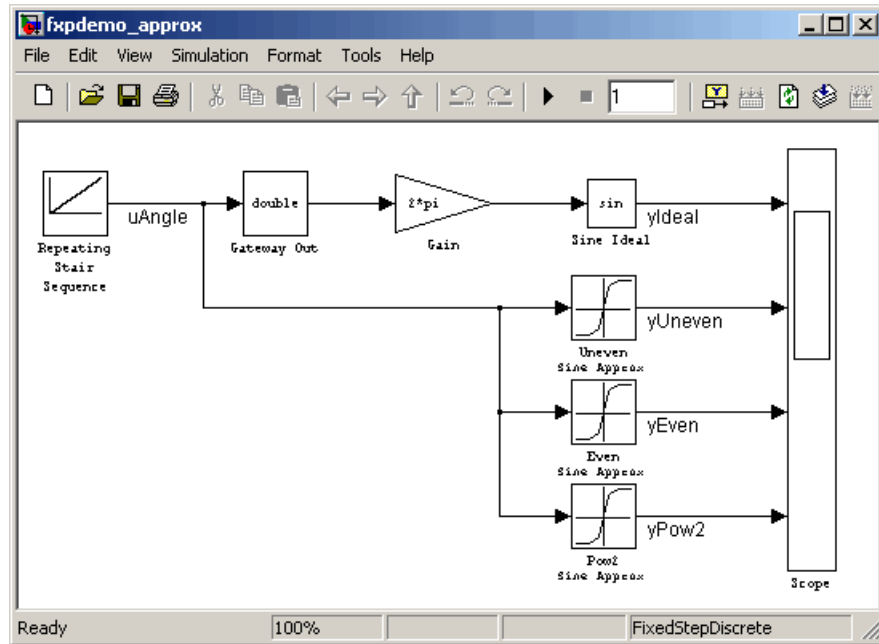 fxpdemo_approx
File Edit View Simulation Format Tools Help
1
double
2*pi
sin
uAngle
yIdeal
Repeating
Stair
Sequence
Gateway Out
Gain
Sine Ideal
yUneven
Uneven
Sine Approx
yEven
Even
Sine Approx
yPow2
Pow2
Sine Approx
Scope
Ready
100%
FixedStepDiscrete